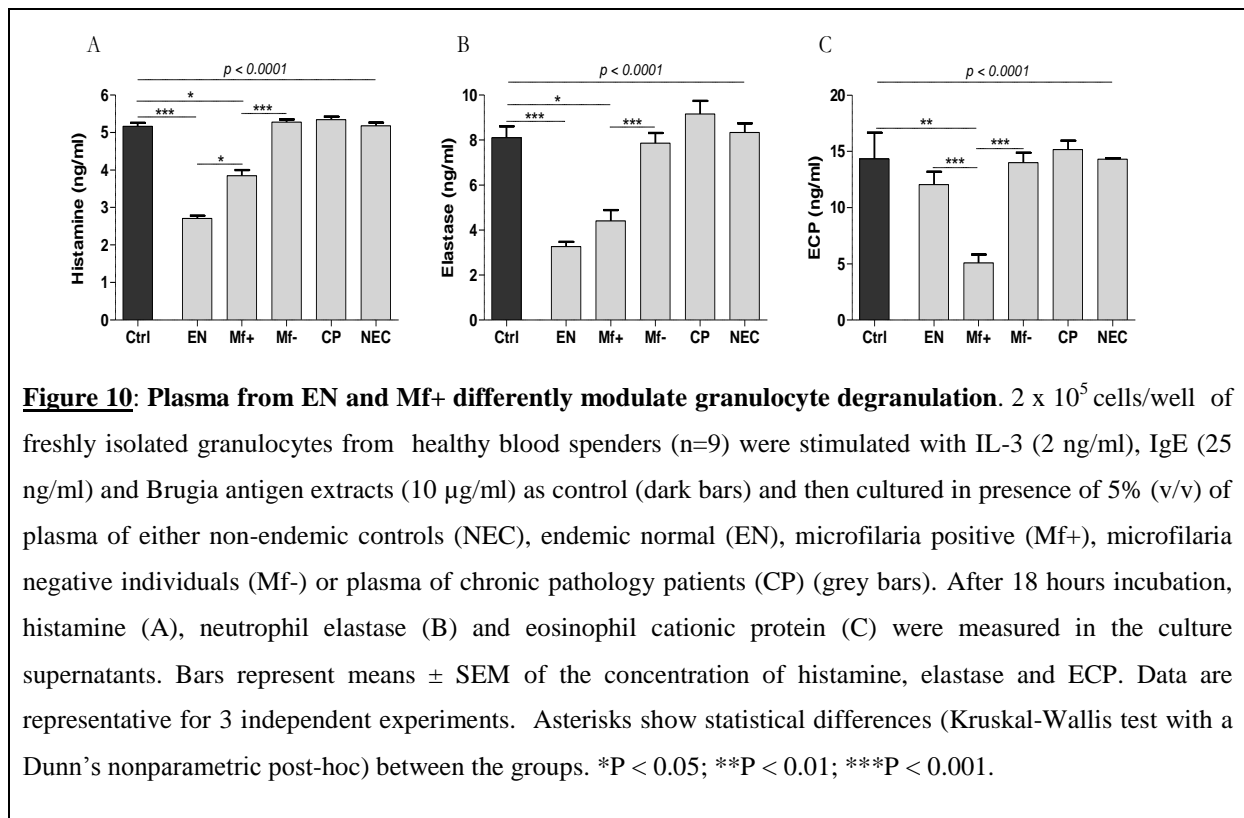 A
p < 0.0001
*
***
***
*
Histamine (ng/ml)
6
5
4
3
2
1
0
Ctrl EN Mf+ Mf- CP NEC
B
p < 0.0001
*
***
***
Elastase (ng/ml)
10
8
6
4
2
0
Ctrl EN Mf+ Mf- CP NEC
C
p < 0.0001
**
***
***
ECP (ng/ml)
20
15
10
5
0
Ctrl EN Mf+ Mf- CP NEC
Figure 10: Plasma from EN and Mf+ differently modulate granulocyte degranulation. 2 x 10⁵ cells/well of
freshly isolated granulocytes from healthy blood spenders (n=9) were stimulated with IL-3 (2 ng/ml), IgE (25
ng/ml) and Brugia antigen extracts (10 µg/ml) as control (dark bars) and then cultured in presence of 5% (v/v) of
plasma of either non-endemic controls (NEC), endemic normal (EN), microfilaria positive (Mf+), microfilaria
negative individuals (Mf-) or plasma of chronic pathology patients (CP) (grey bars). After 18 hours incubation,
histamine (A), neutrophil elastase (B) and eosinophil cationic protein (C) were measured in the culture
supernatants. Bars represent means ± SEM of the concentration of histamine, elastase and ECP. Data are
representative for 3 independent experiments. Asterisks show statistical differences (Kruskal-Wallis test with a
Dunn's nonparametric post-hoc) between the groups. *P < 0.05; **P < 0.01; ***P < 0.001.